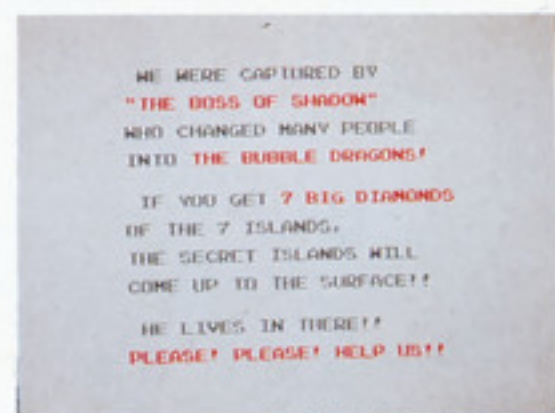 WE WERE CAPTURED BY
"THE BOSS OF SHADOW"
WHO CHANGED MANY PEOPLE
INTO THE BUBBLE DRAGONS!
IF YOU GET 7 BIG DIAMONDS
OF THE 7 ISLANDS.
THE SECRET ISLANDS WILL
COME UP TO THE SURFACE!!
HE LIVES IN THERE!!
PLEASE! PLEASE! HELP US!!